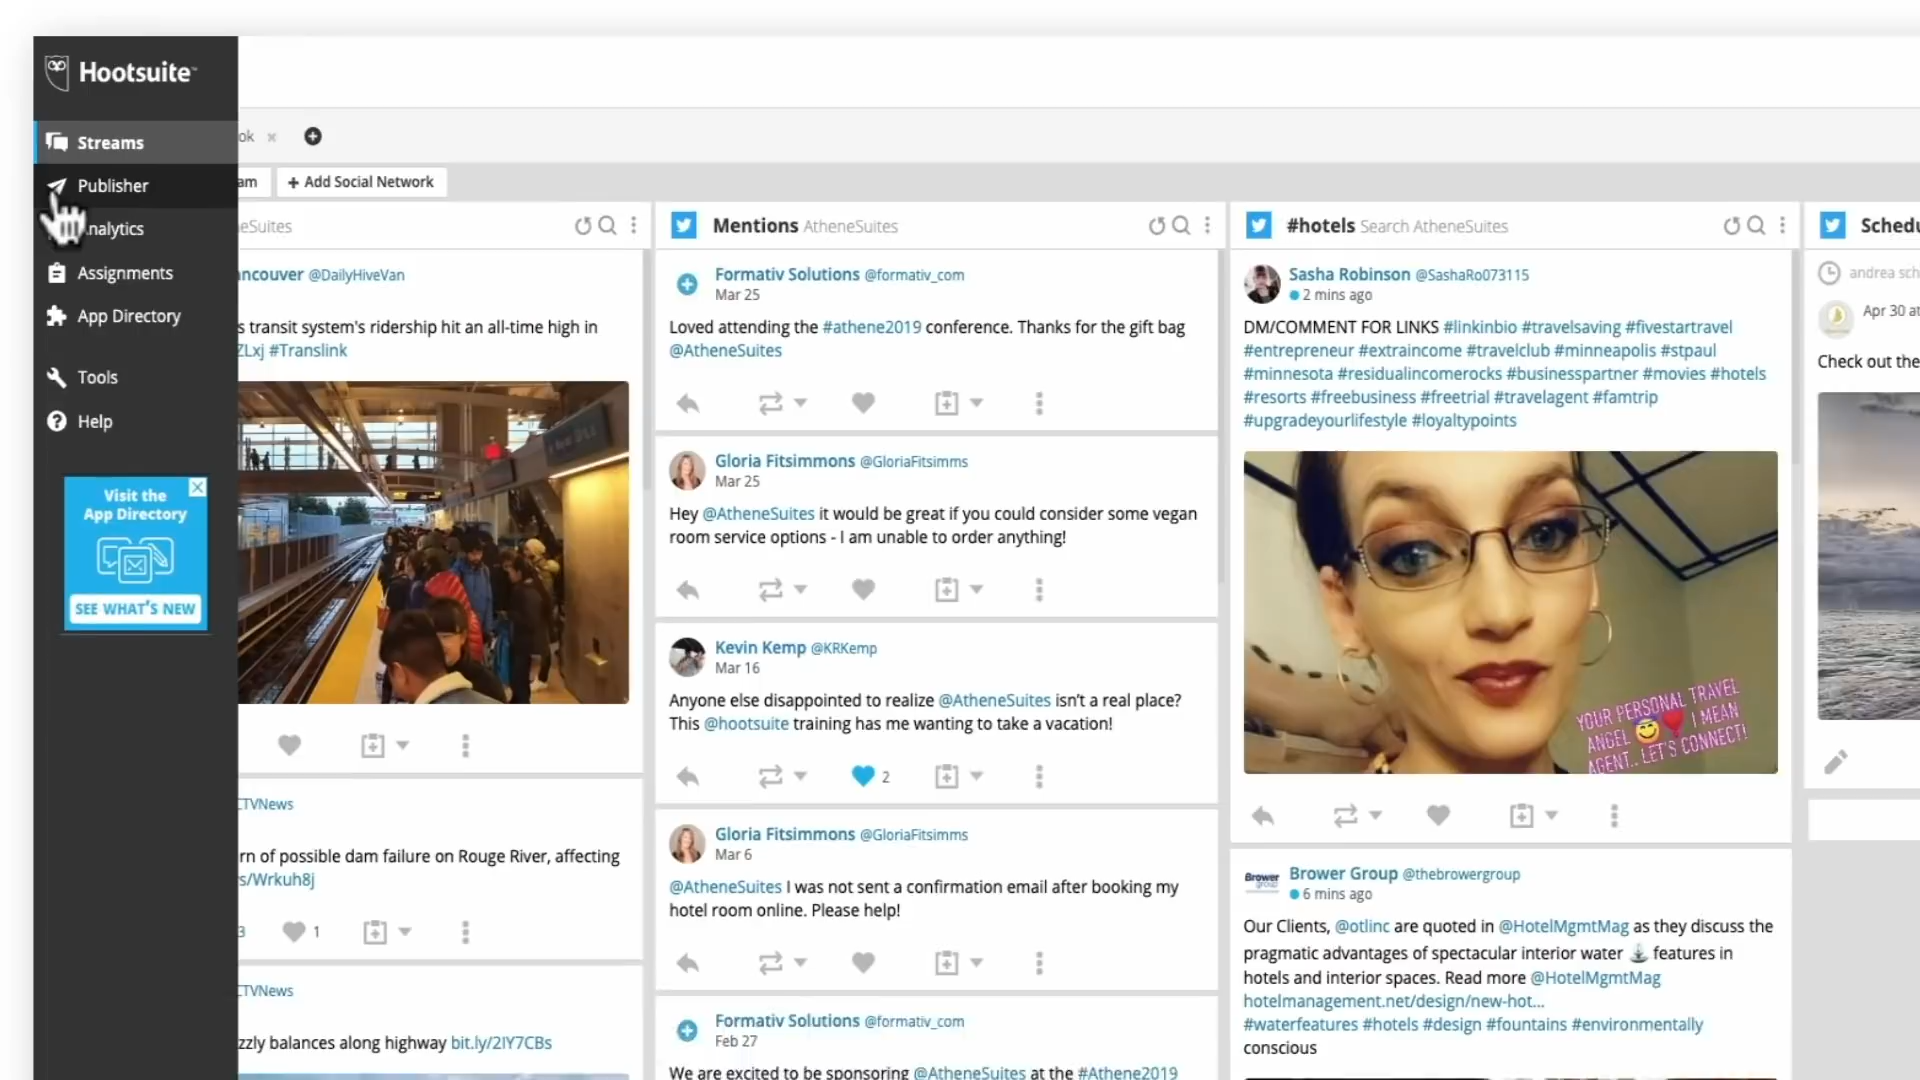 Hootsuite™
Streams
Publisher
nalytics
Assignments
App Directory
Tools
Help
Visit the
App Directory
SEE WHAT'S NEW
ok
am
+ Add Social Network
eSuites
ncouver @DailyHiveVan
s transit system's ridership hit an all-time high in
ZLxj #Translink
CTVNews
rn of possible dam failure on Rouge River, affecting
s/Wrkuh8j
3
1
CTVNews
zzly balances along highway bit.ly/2IY7CBs
Mentions AtheneSuites
Formativ Solutions @formativ_com
Mar 25
Loved attending the #athene2019 conference. Thanks for the gift bag
@AtheneSuites
Gloria Fitsimmons @GloriaFitsimms
Mar 25
Hey @AtheneSuites it would be great if you could consider some vegan
room service options - I am unable to order anything!
Kevin Kemp @KRKemp
Mar 16
Anyone else disappointed to realize @AtheneSuites isn't a real place?
This @hootsuite training has me wanting to take a vacation!
2
Gloria Fitsimmons @GloriaFitsimms
Mar 6
@AtheneSuites I was not sent a confirmation email after booking my
hotel room online. Please help!
Formativ Solutions @formativ_com
Feb 27
We are excited to be sponsoring @AtheneSuites at the #Athene2019
#hotels Search AtheneSuites
Sasha Robinson @SashaRo073115
2 mins ago
DM/COMMENT FOR LINKS #linkinbio #travelsaving #fivestartravel
#entrepreneur #extraincome #travelclub #minneapolis #stpaul
#minnesota #residualincomerocks #businesspartner #movies #hotels
#resorts #freebusiness #freetrial #travelagent #famtrip
#upgradeyourlifestyle #loyaltypoints
YOUR PERSONAL TRAVEL
ANGEL 😇❤️ I MEAN
AGENT.. LET'S CONNECT!
Brower Group @thebrowergroup
6 mins ago
Our Clients, @otlinc are quoted in @HotelMgmtMag as they discuss the
pragmatic advantages of spectacular interior water ⛲ features in
hotels and interior spaces. Read more @HotelMgmtMag
hotelmanagement.net/design/new-hot...
#waterfeatures #hotels #design #fountains #environmentally
conscious
Schedu
andrea sch
Apr 30 at
Check out the